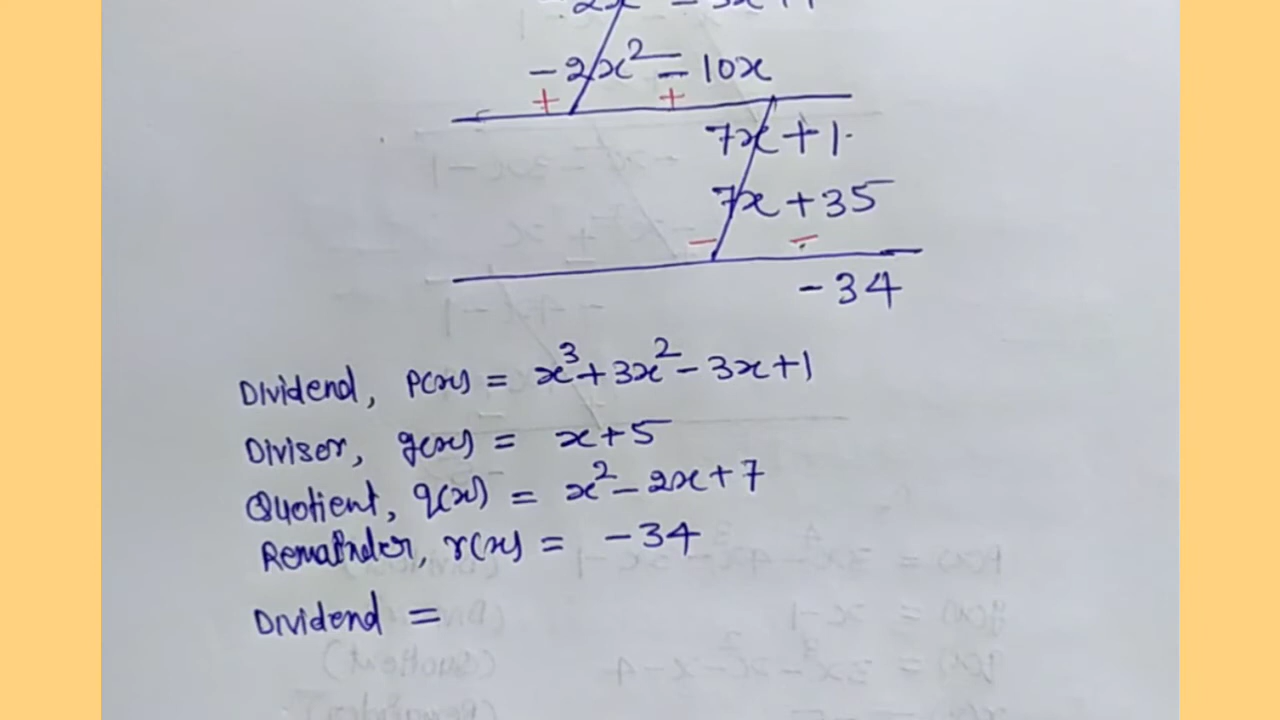 -2x² - 10x
+ +
7x + 1
7x + 35
- -
-34
Dividend, p(x) = x³ + 3x² - 3x + 1
Divisor, g(x) = x + 5
Quotient, q(x) = x² - 2x + 7
Remainder, r(x) = -34
Dividend =